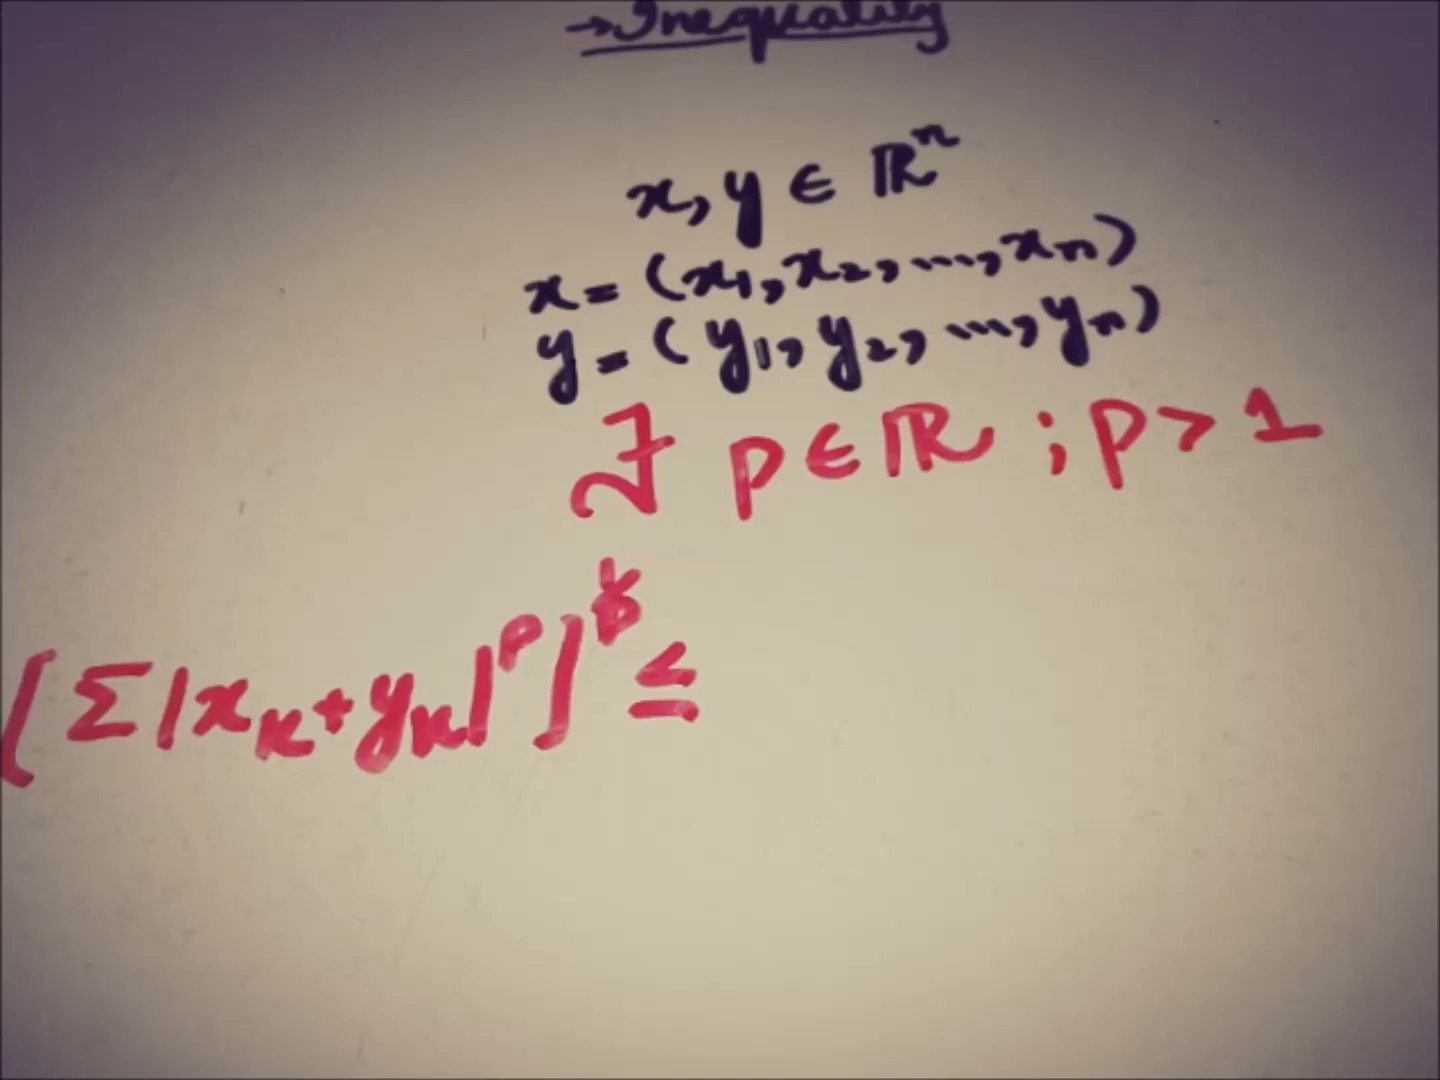 →Inequality
x, y ∈ ℝⁿ
x = (x₁, x₂, ..., xₙ)
y = (y₁, y₂, ..., yₙ)
∃ p ∈ ℝ ; p > 1
[Σ|xₖ+yₖ|ᵖ]^(1/p) ≤